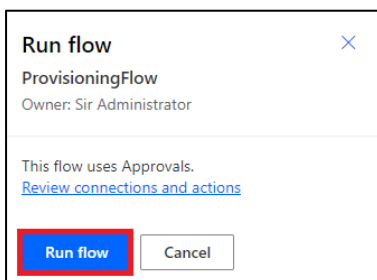 Run flow
ProvisioningFlow
Owner: Sir Administrator
This flow uses Approvals.
Review connections and actions
Run flow
Cancel